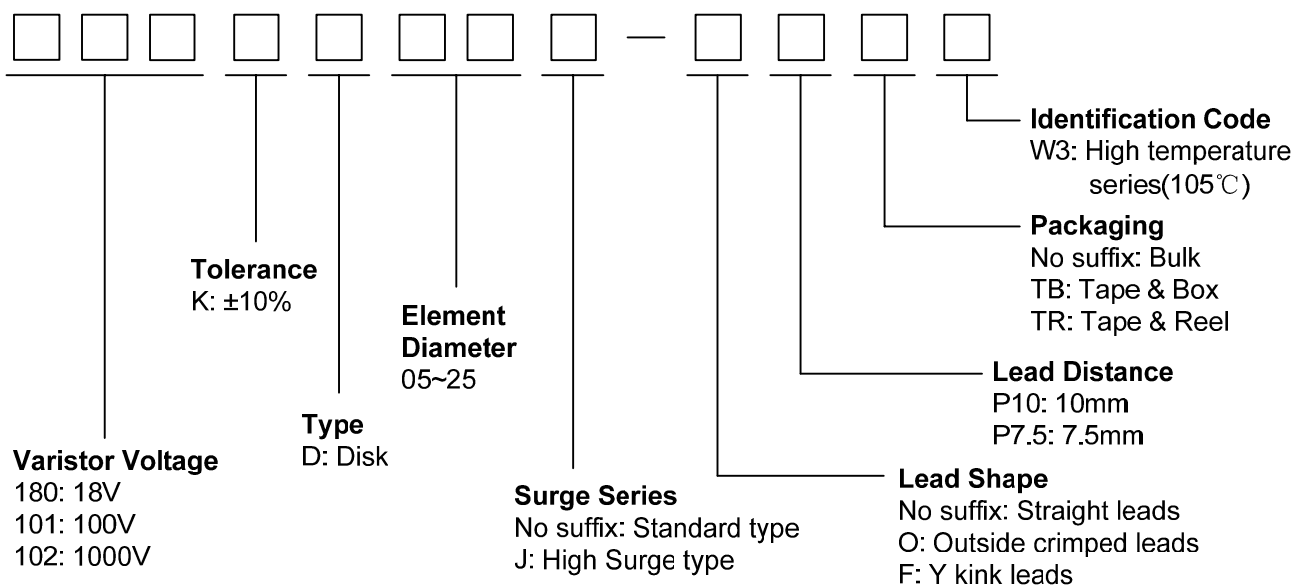 Identification Code
W3: High temperature
series(105℃)
Packaging
No suffix: Bulk
TB: Tape & Box
TR: Tape & Reel
Tolerance
K: ±10%
Element
Diameter
05~25
Lead Distance
P10: 10mm
P7.5: 7.5mm
Type
D: Disk
Varistor Voltage
180: 18V
101: 100V
102: 1000V
Surge Series
No suffix: Standard type
J: High Surge type
Lead Shape
No suffix: Straight leads
O: Outside crimped leads
F: Y kink leads